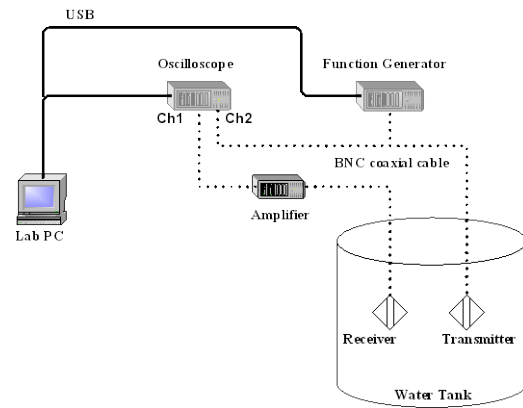 USB
Oscilloscope
Function Generator
Ch1
Ch2
BNC coaxial cable
Amplifier
Lab PC
Receiver
Transmitter
Water Tank